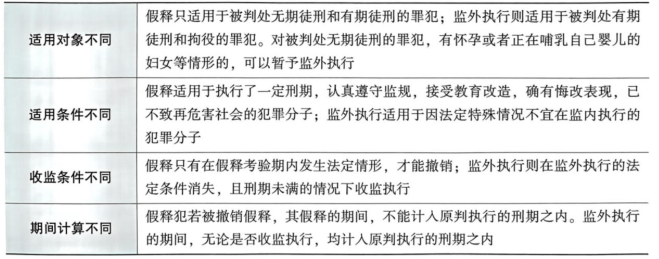 适用对象不同
假释只适用于被判处无期徒刑和有期徒刑的罪犯；监外执行则适用于被判处有期
徒刑和拘役的罪犯。对被判处无期徒刑的罪犯，有怀孕或者正在哺乳自己婴儿的
妇女等情形的，可以暂予监外执行
适用条件不同
假释适用于执行了一定刑期，认真遵守监规，接受教育改造，确有悔改表现，已
不致再危害社会的犯罪分子；监外执行适用于因法定特殊情况不宜在监内执行的
犯罪分子
收监条件不同
假释只有在假释考验期内发生法定情形，才能撤销；监外执行则在监外执行的法
定条件消失，且刑期未满的情况下收监执行
期间计算不同
假释犯若被撤销假释，其假释的期间，不能计入原判执行的刑期之内。监外执行
的期间，无论是否收监执行，均计入原判执行的刑期之内